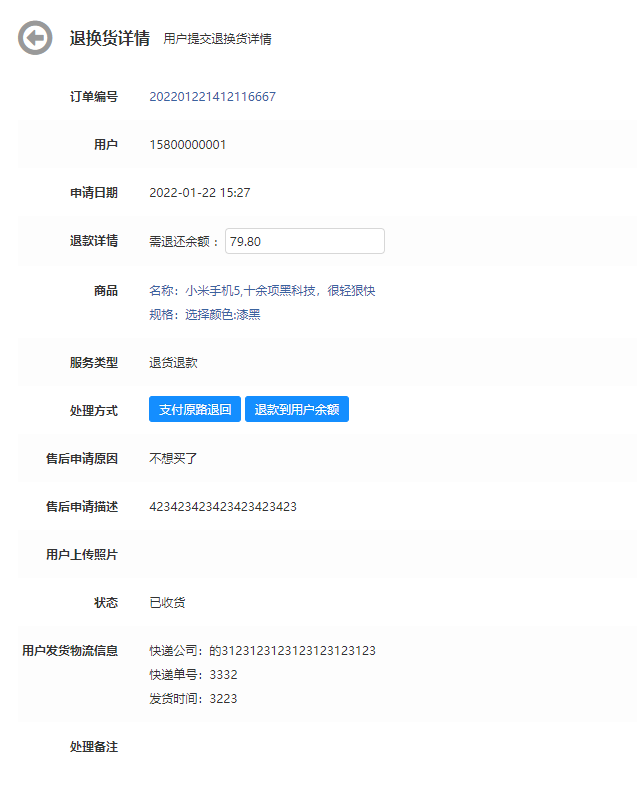 退换货详情 用户提交退换货详情
订单编号 202201221412116667
用户 15800000001
申请日期 2022-01-22 15:27
退款详情 需退还余额： 79.80
商品 名称：小米手机5,十余项黑科技，很轻狠快
规格：选择颜色:漆黑
服务类型 退货退款
处理方式 支付原路退回 退款到用户余额
售后申请原因 不想买了
售后申请描述 423423423423423423423
用户上传照片
状态 已收货
用户发货物流信息 快递公司：的3123123123123123123123
快递单号：3332
发货时间：3223
处理备注